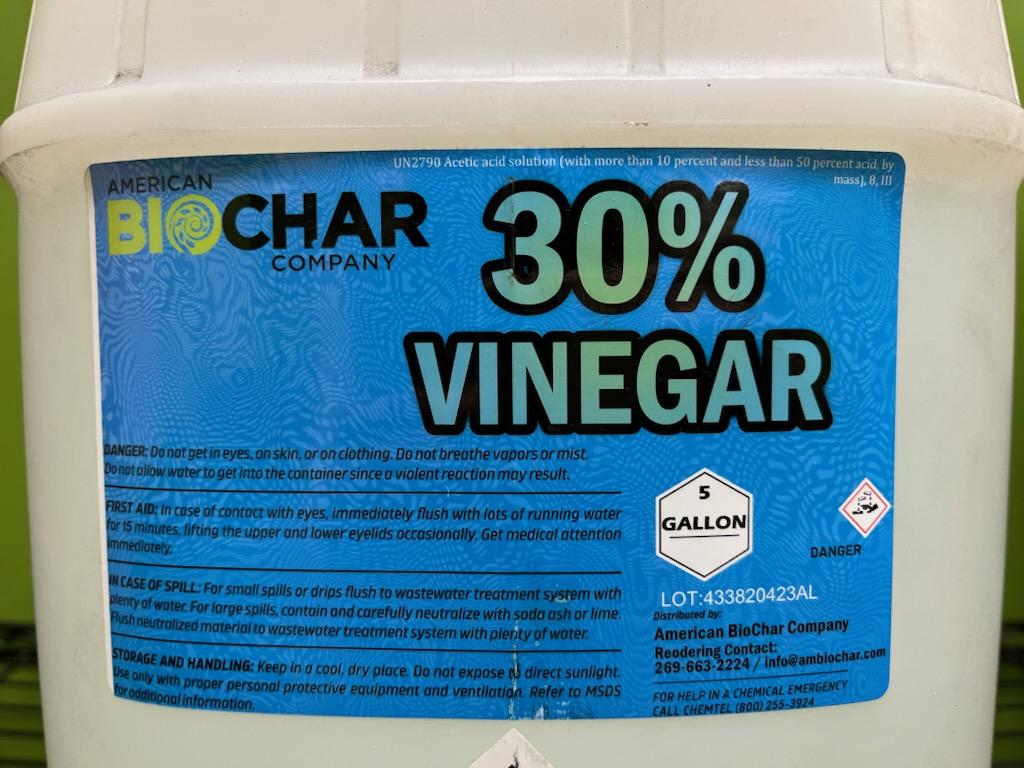 UN2790 Acetic acid solution (with more than 10 percent and less than 50 percent acid, by
mass), 8, III
AMERICAN
BIOCHAR
COMPANY
30%
VINEGAR
DANGER: Do not get in eyes, on skin, or on clothing. Do not breathe vapors or mist.
Do not allow water to get into the container since a violent reaction may result.
FIRST AID: In case of contact with eyes, immediately flush with lots of running water
for 15 minutes, lifting the upper and lower eyelids occasionally. Get medical attention
immediately.
IN CASE OF SPILL: For small spills or drips flush to wastewater treatment system with
plenty of water. For large spills, contain and carefully neutralize with soda ash or lime.
Flush neutralized material to wastewater treatment system with plenty of water.
STORAGE AND HANDLING: Keep in a cool, dry place. Do not expose to direct sunlight.
Use only with proper personal protective equipment and ventilation. Refer to MSDS
for additional information.
5
GALLON
DANGER
LOT:433820423AL
Distributed by:
American BioChar Company
Reodering Contact:
269-663-2224 / info@ambiochar.com
FOR HELP IN A CHEMICAL EMERGENCY
CALL CHEMTEL (800) 255-3924